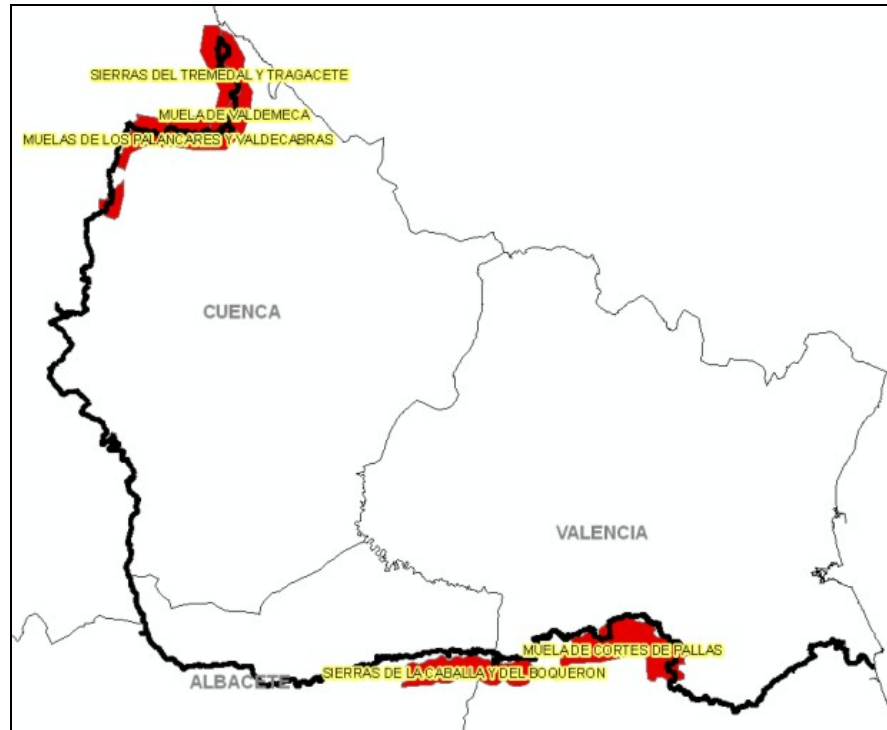 SIERRAS DEL TREMEDAL Y TRAGACETE
MUELA DE VALDEMECA
MUELAS DE LOS PALANCARES Y VALDECABRAS
CUENCA
VALENCIA
MUELA DE CORTES DE PALLAS
SIERRAS DE LA CABALLA Y DEL BOQUERON
ALBACETE